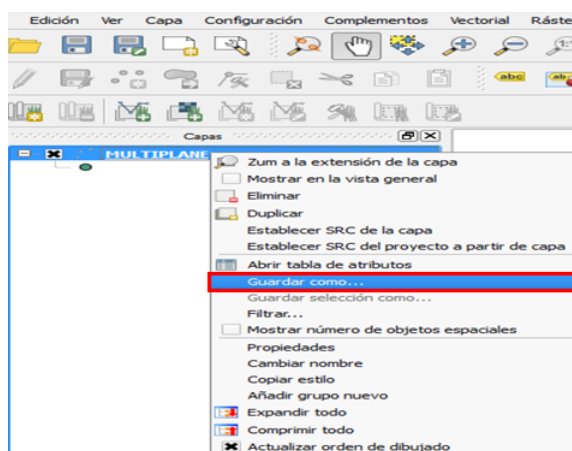 Edición Ver Capa Configuración Complementos Vectorial Ráste
abc
Capas
MULTIPLANE
Zum a la extensión de la capa
Mostrar en la vista general
Eliminar
Duplicar
Establecer SRC de la capa
Establecer SRC del proyecto a partir de capa
Abrir tabla de atributos
Guardar como...
Guardar selección como...
Filtrar...
Mostrar número de objetos espaciales
Propiedades
Cambiar nombre
Copiar estilo
Añadir grupo nuevo
Expandir todo
Comprimir todo
Actualizar orden de dibujado